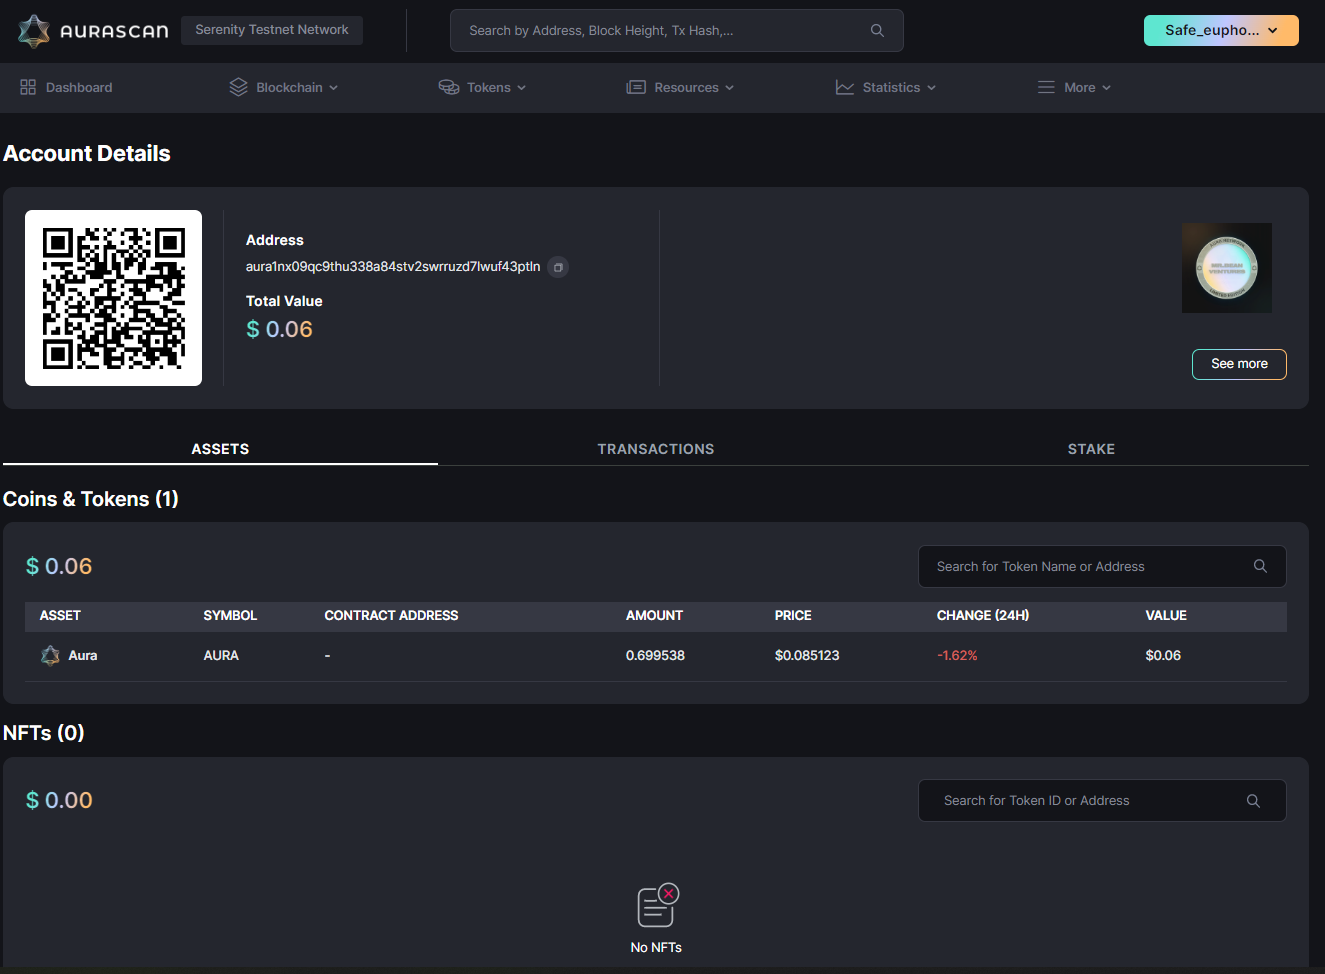 AURASCAN
Serenity Testnet Network
Search by Address, Block Height, Tx Hash,...
Safe_eupho...
Dashboard
Blockchain
Tokens
Resources
Statistics
More
Account Details
Address
aura1nx09qc9thu338a84stv2swrruzd7lwuf43ptln
Total Value
$ 0.06
See more
ASSETS
TRANSACTIONS
STAKE
Coins & Tokens (1)
$ 0.06
Search for Token Name or Address
ASSET SYMBOL CONTRACT ADDRESS AMOUNT PRICE CHANGE (24H) VALUE
Aura AURA - 0.699538 $0.085123 -1.62% $0.06
NFTs (0)
$ 0.00
Search for Token ID or Address
No NFTs